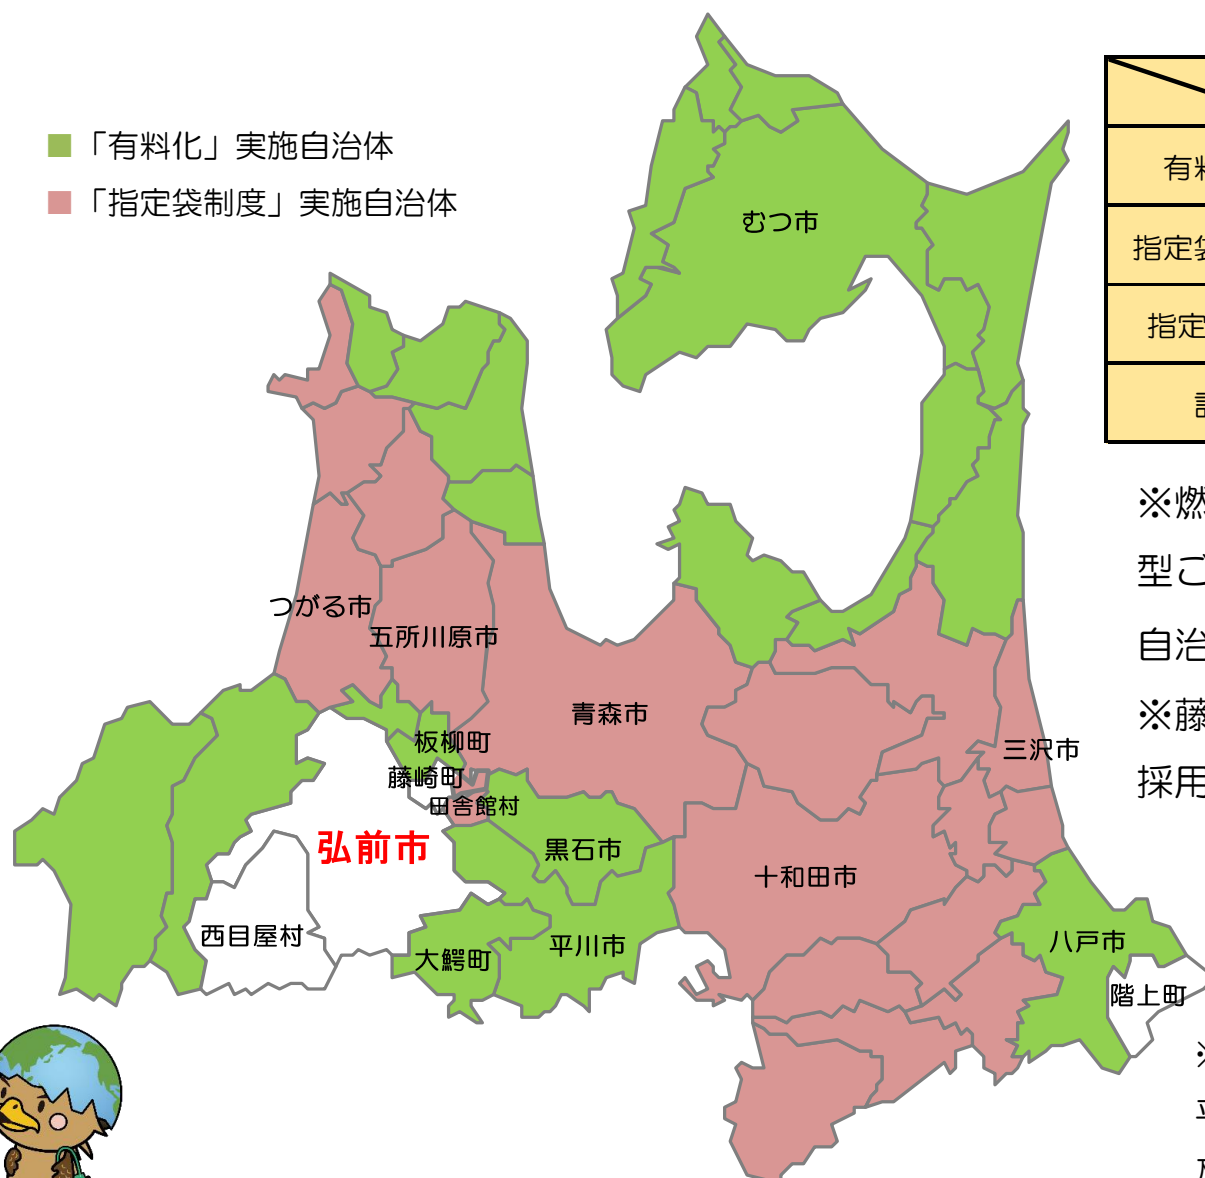 「有料化」実施自治体
「指定袋制度」実施自治体
むつ市
つがる市
五所川原市
青森市
板柳町
藤崎町
田舎館村
三沢市
弘前市
黒石市
十和田市
西目屋村
大鰐町
平川市
八戸市
階上町
有料
指定袋
指定
※燃
型ご
自治
※藤
採用
※